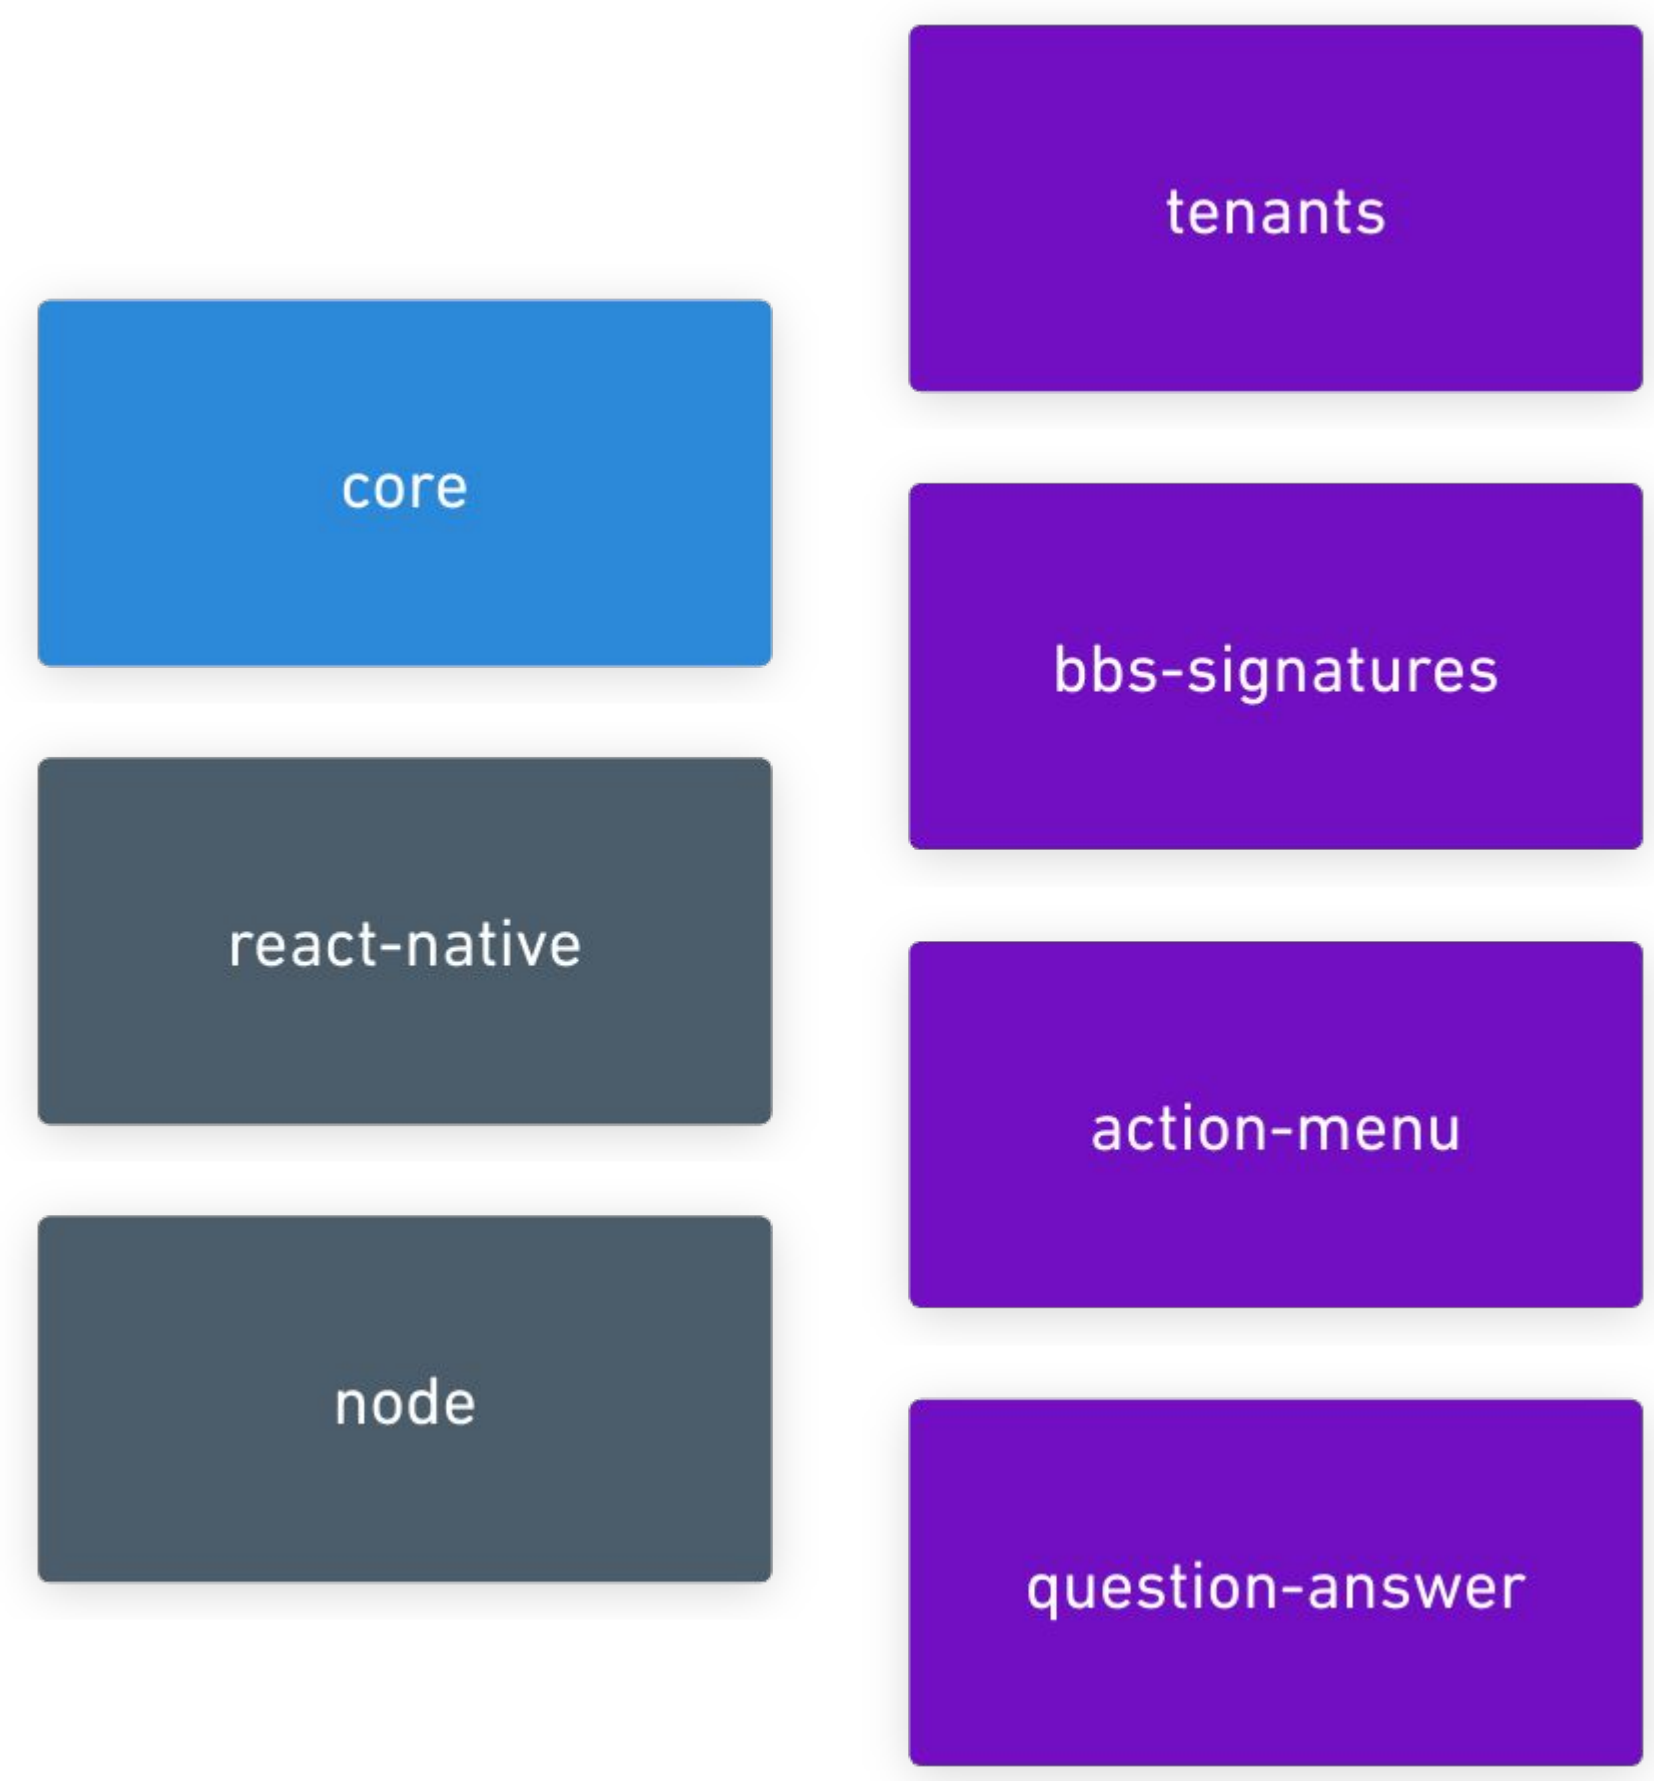 core
react-native
node
tenants
bbs-signatures
action-menu
question-answer